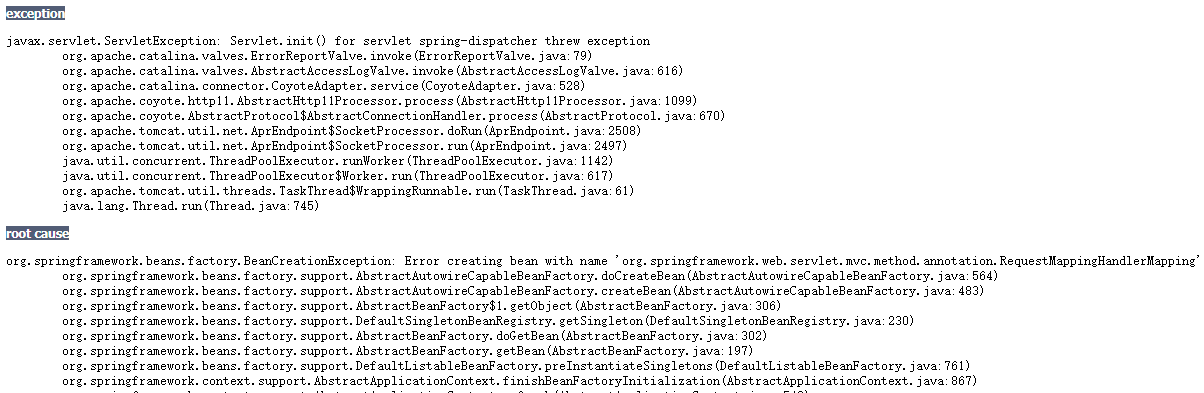 exception
javax.servlet.ServletException: Servlet.init() for servlet spring-dispatcher threw exception
org.apache.catalina.valves.ErrorReportValve.invoke(ErrorReportValve.java:79)
org.apache.catalina.valves.AbstractAccessLogValve.invoke(AbstractAccessLogValve.java:616)
org.apache.catalina.connector.CoyoteAdapter.service(CoyoteAdapter.java:528)
org.apache.coyote.http11.AbstractHttp11Processor.process(AbstractHttp11Processor.java:1099)
org.apache.coyote.AbstractProtocol$AbstractConnectionHandler.process(AbstractProtocol.java:670)
org.apache.tomcat.util.net.AprEndpoint$SocketProcessor.doRun(AprEndpoint.java:2508)
org.apache.tomcat.util.net.AprEndpoint$SocketProcessor.run(AprEndpoint.java:2497)
java.util.concurrent.ThreadPoolExecutor.runWorker(ThreadPoolExecutor.java:1142)
java.util.concurrent.ThreadPoolExecutor$Worker.run(ThreadPoolExecutor.java:617)
org.apache.tomcat.util.threads.TaskThread$WrappingRunnable.run(TaskThread.java:61)
java.lang.Thread.run(Thread.java:745)
root cause
org.springframework.beans.factory.BeanCreationException: Error creating bean with name 'org.springframework.web.servlet.mvc.method.annotation.RequestMappingHandlerMapping'
org.springframework.beans.factory.support.AbstractAutowireCapableBeanFactory.doCreateBean(AbstractAutowireCapableBeanFactory.java:564)
org.springframework.beans.factory.support.AbstractAutowireCapableBeanFactory.createBean(AbstractAutowireCapableBeanFactory.java:483)
org.springframework.beans.factory.support.AbstractBeanFactory$1.getObject(AbstractBeanFactory.java:306)
org.springframework.beans.factory.support.DefaultSingletonBeanRegistry.getSingleton(DefaultSingletonBeanRegistry.java:230)
org.springframework.beans.factory.support.AbstractBeanFactory.doGetBean(AbstractBeanFactory.java:302)
org.springframework.beans.factory.support.AbstractBeanFactory.getBean(AbstractBeanFactory.java:197)
org.springframework.beans.factory.support.DefaultListableBeanFactory.preInstantiateSingletons(DefaultListableBeanFactory.java:761)
org.springframework.context.support.AbstractApplicationContext.finishBeanFactoryInitialization(AbstractApplicationContext.java:867)